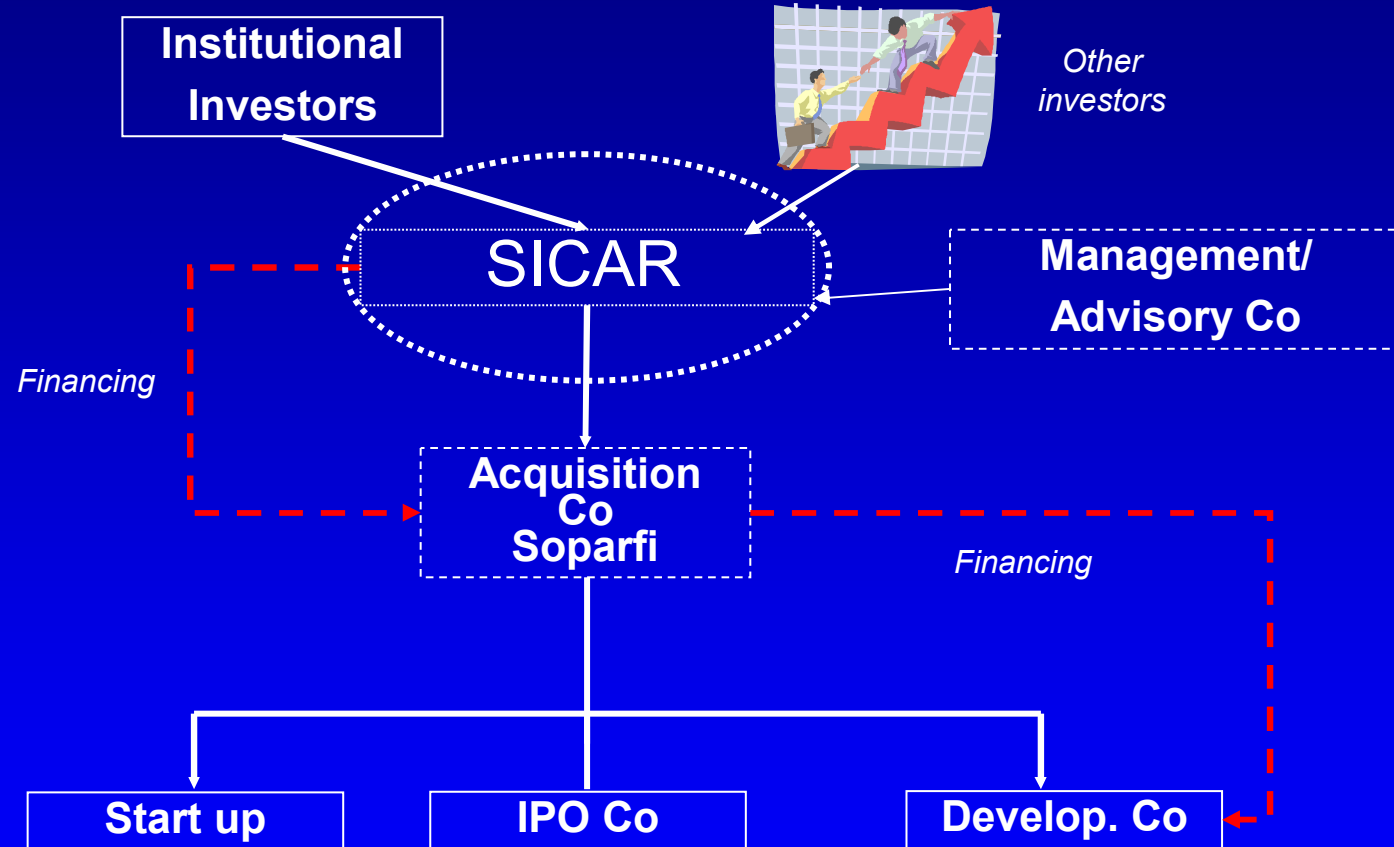 Institutional
Investors
Other
investors
SICAR
Management/
Advisory Co
Financing
Acquisition
Co
Soparfi
Financing
Start up
IPO Co
Develop. Co